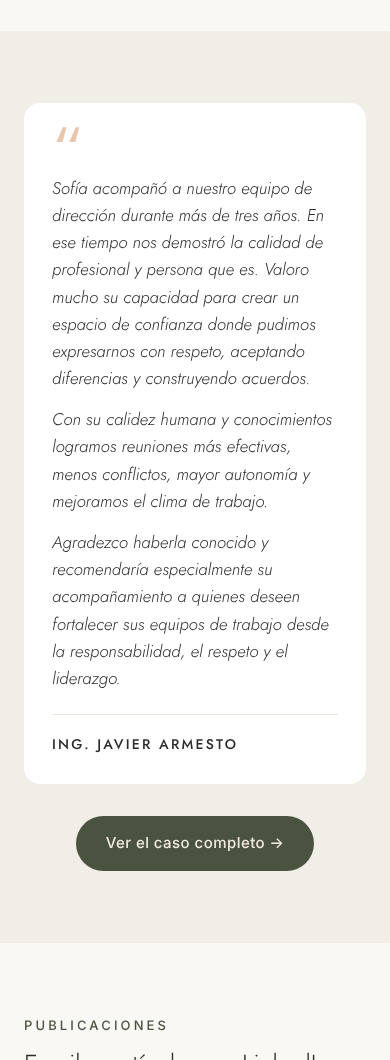 “
Sofía acompañó a nuestro equipo de
dirección durante más de tres años. En
ese tiempo nos demostró la calidad de
profesional y persona que es. Valoro
mucho su capacidad para crear un
espacio de confianza donde pudimos
expresarnos con respeto, aceptando
diferencias y construyendo acuerdos.
Con su calidez humana y conocimientos
logramos reuniones más efectivas,
menos conflictos, mayor autonomía y
mejoramos el clima de trabajo.
Agradezco haberla conocido y
recomendaría especialmente su
acompañamiento a quienes deseen
fortalecer sus equipos de trabajo desde
la responsabilidad, el respeto y el
liderazgo.
ING. JAVIER ARMESTO
Ver el caso completo →
PUBLICACIONES